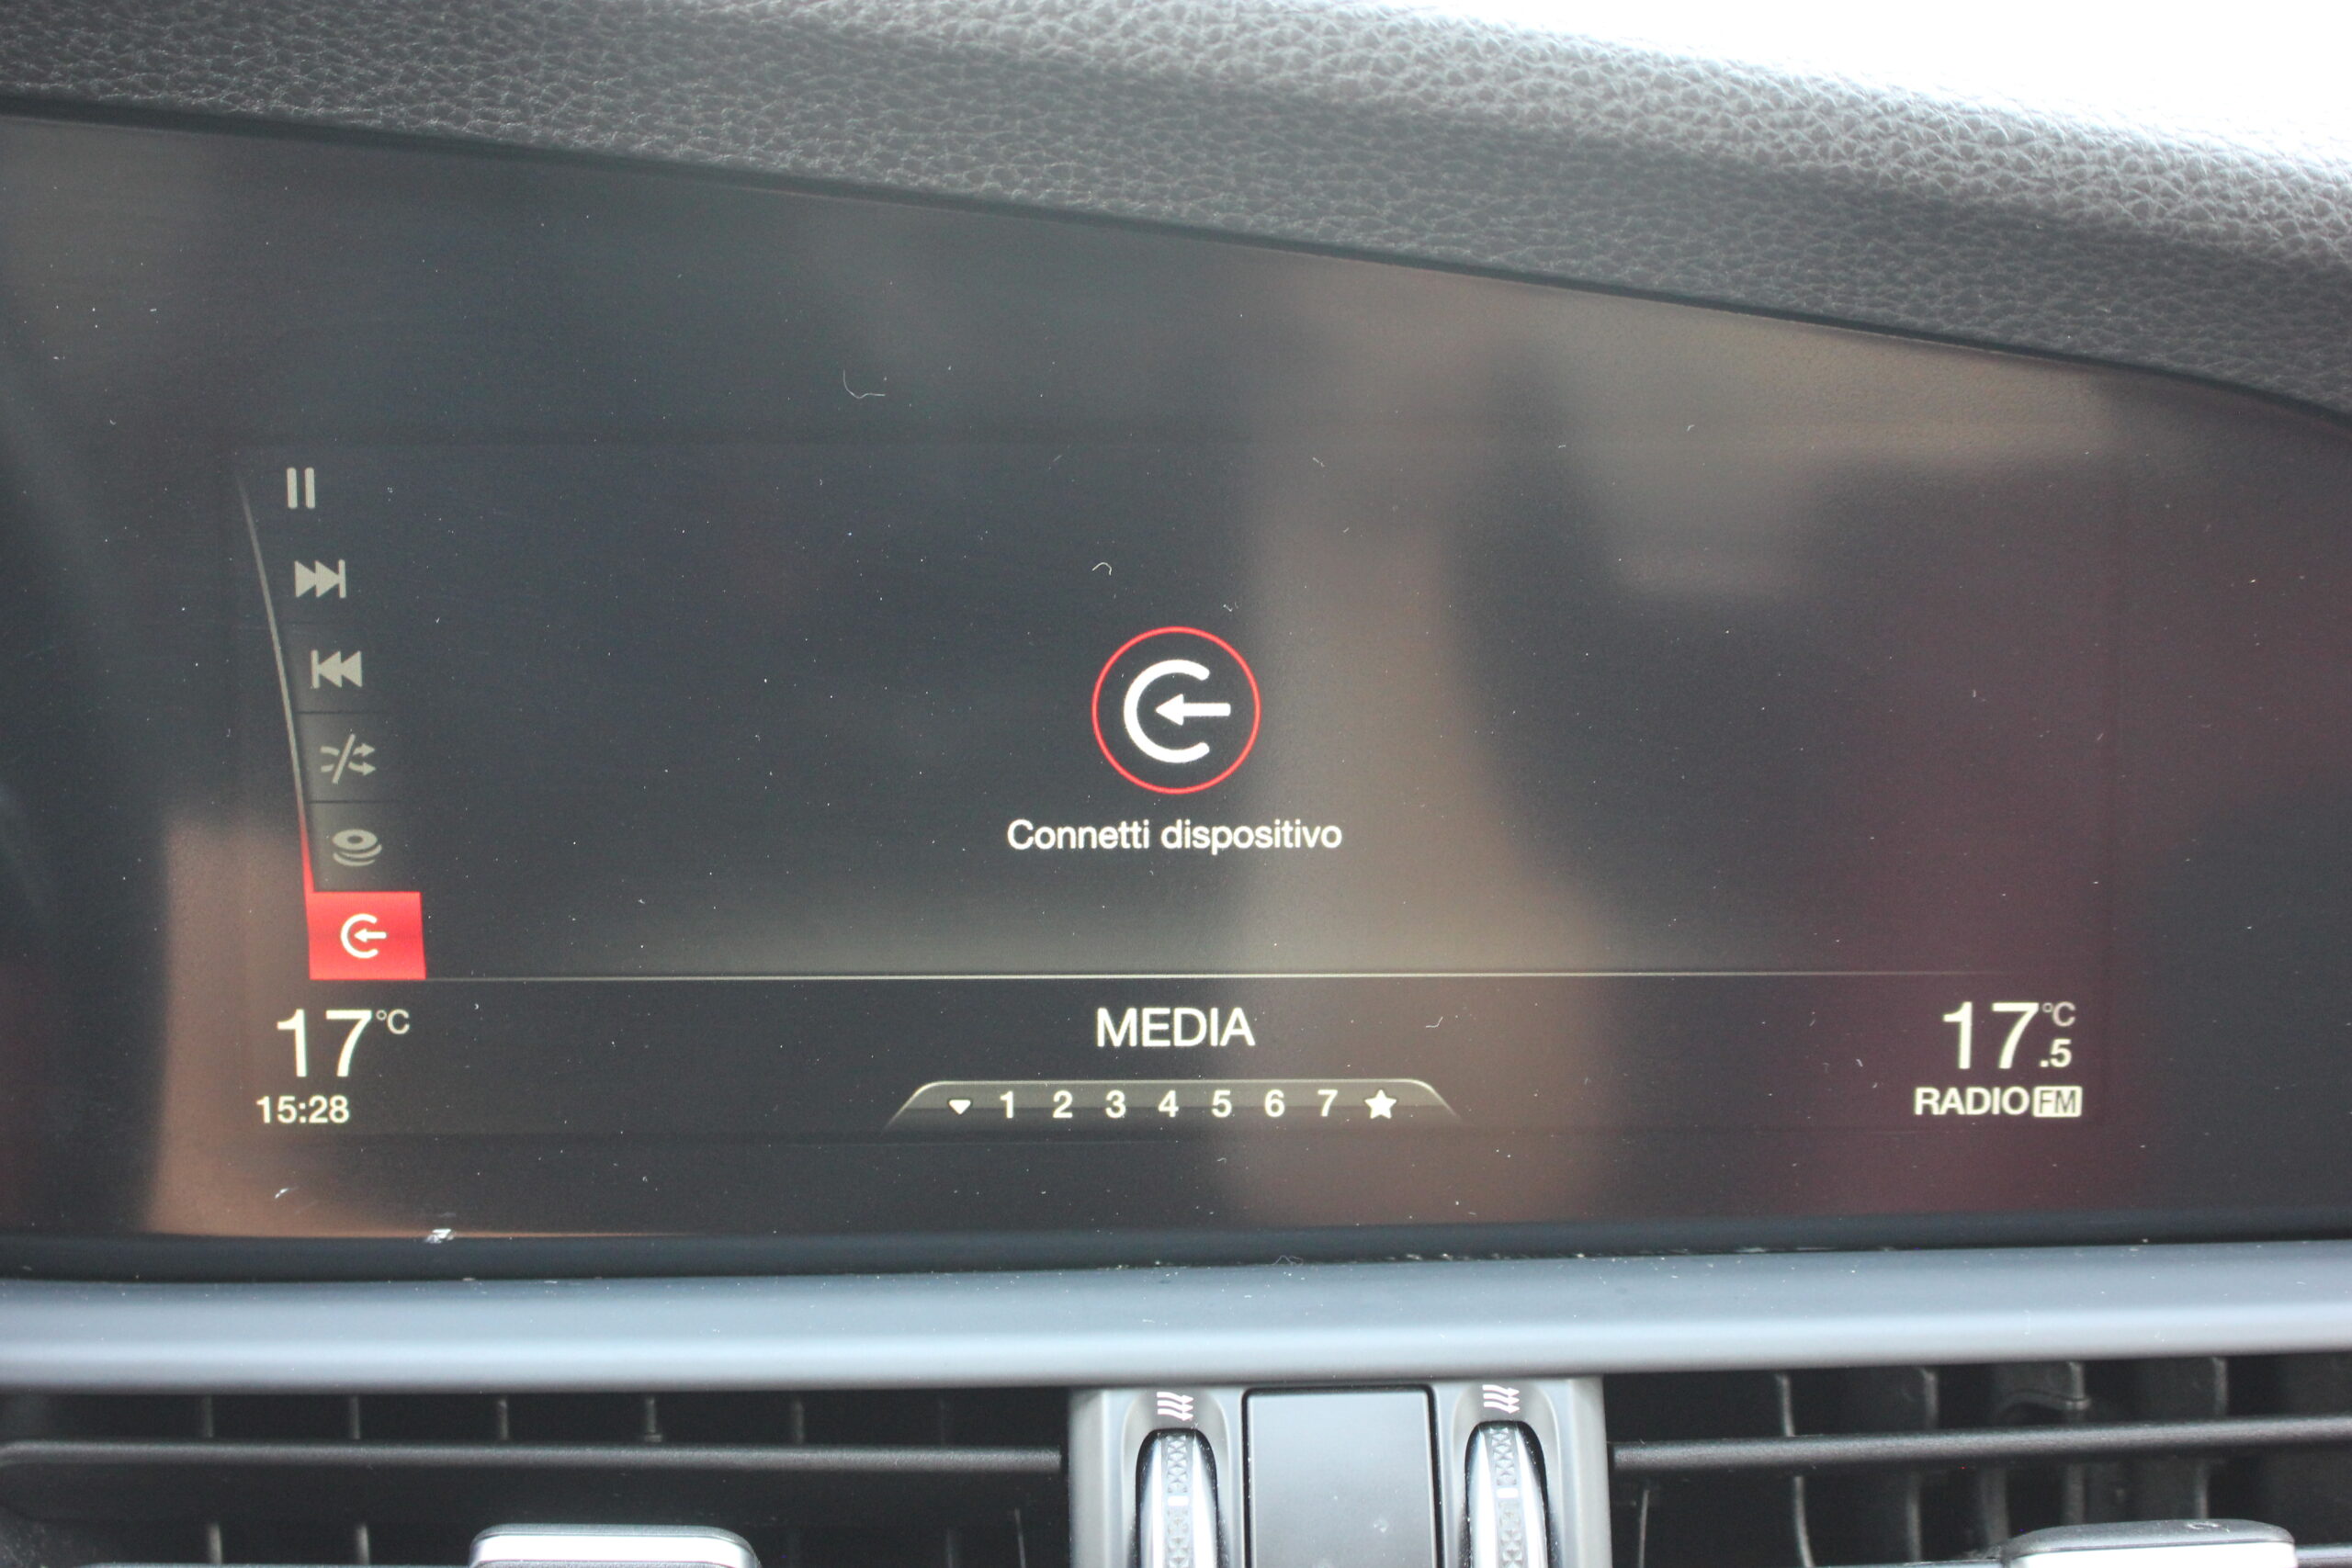 Connetti dispositivo
17°C
MEDIA
17.5°C
15:28
1 2 3 4 5 6 7
RADIO FM